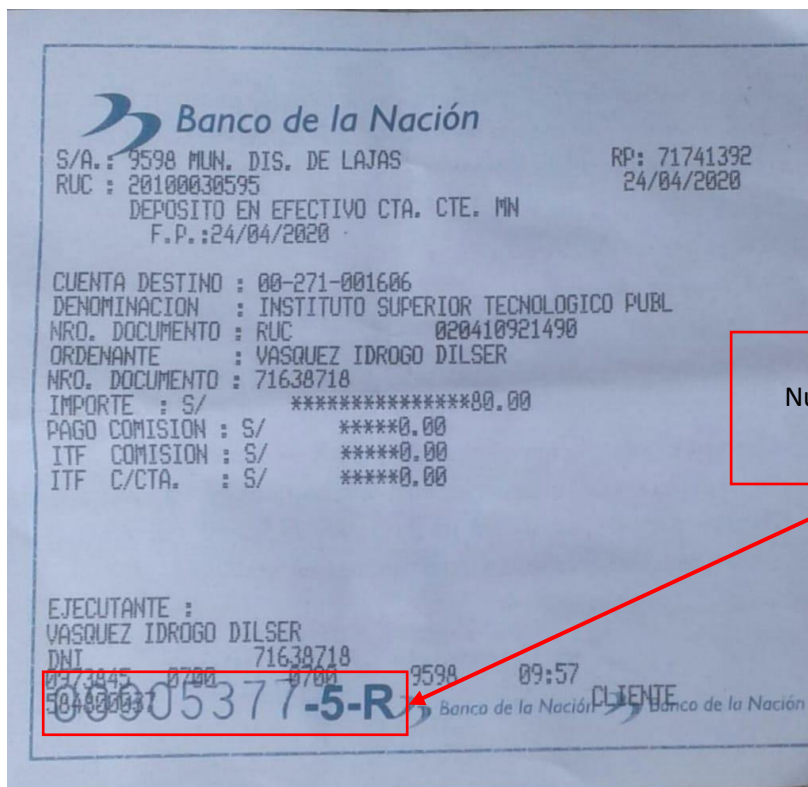 Banco de la Nación
S/A.: 9598 MUN. DIS. DE LAJAS RP: 71741392
RUC : 20100030595 24/04/2020
DEPOSITO EN EFECTIVO CTA. CTE. MN
F.P.:24/04/2020
CUENTA DESTINO : 00-271-001606
DENOMINACION : INSTITUTO SUPERIOR TECNOLOGICO PUBL
NRO. DOCUMENTO : RUC 020410921490
ORDENANTE : VASQUEZ IDROGO DILSER
NRO. DOCUMENTO : 71638718
IMPORTE : S/ ***************80.00
Nu
PAGO COMISION : S/ *****0.00
ITF COMISION : S/ *****0.00
ITF C/CTA. : S/ *****0.00
EJECUTANTE :
VASQUEZ IDROGO DILSER
DNI 71638718
0973845 0700 0700 9598 09:57
-5-R Banco de la Nación CLIENTE Banco de la Nación